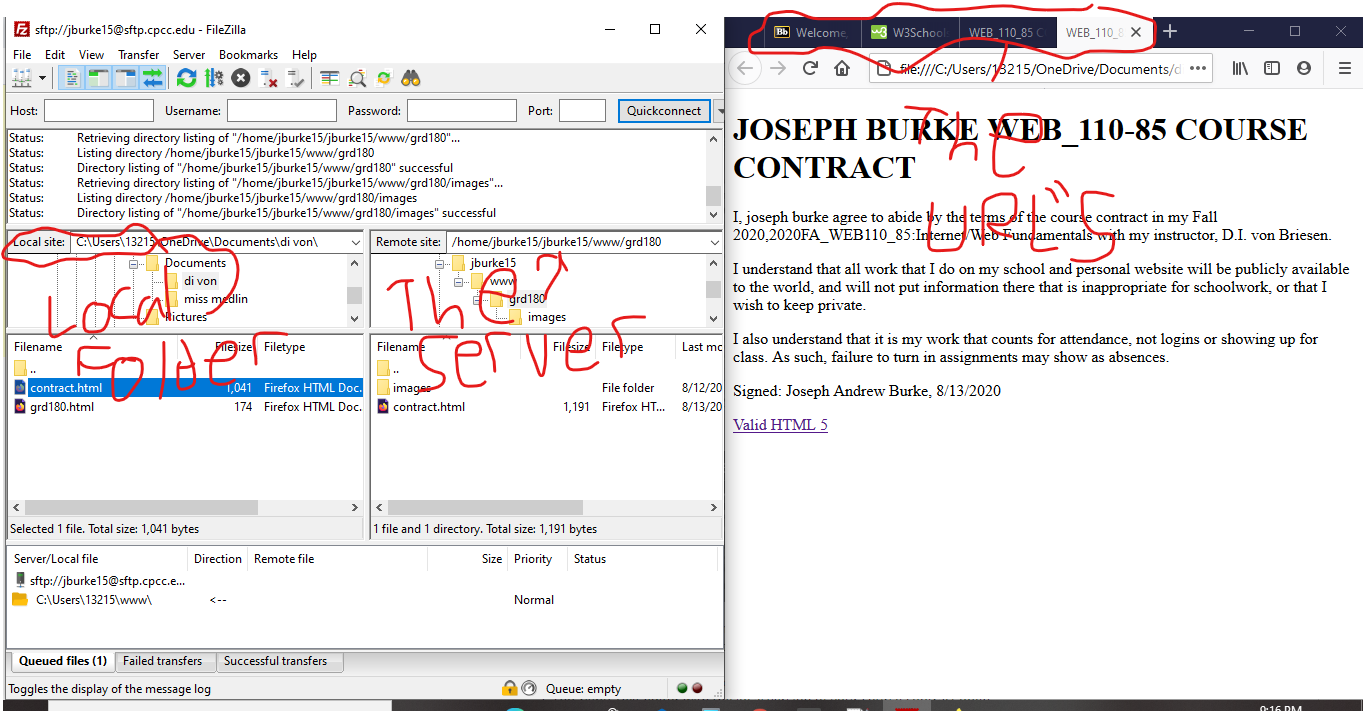 sftp://jburke15@sftp.cpcc.edu - FileZilla
File Edit View Transfer Server Bookmarks Help
Host: Username: Password: Port: Quickconnect
Status: Retrieving directory listing of "/home/jburke15/jburke15/www/grd180"...
Status: Listing directory /home/jburke15/jburke15/www/grd180
Status: Directory listing of "/home/jburke15/jburke15/www/grd180" successful
Status: Retrieving directory listing of "/home/jburke15/jburke15/www/grd180/images"...
Status: Listing directory /home/jburke15/jburke15/www/grd180/images
Status: Directory listing of "/home/jburke15/jburke15/www/grd180/images" successful
Local site: C:\Users\13215\OneDrive\Documents\di von\
Documents
di von
miss medlin
Pictures
Local
Folder
Filename Filesize Filetype
..
contract.html 1,041 Firefox HTML Doc.
grd180.html 174 Firefox HTML Doc.
Selected 1 file. Total size: 1,041 bytes
Remote site: /home/jburke15/jburke15/www/grd180
jburke15
www
grd180
images
The
Server
Filename Filesize Filetype Last mo
..
images File folder 8/12/20
contract.html 1,191 Firefox HT... 8/13/20
1 file and 1 directory. Total size: 1,191 bytes
Server/Local file Direction Remote file Size Priority Status
sftp://jburke15@sftp.cpcc.e...
C:\Users\13215\www\ <-- Normal
Queued files (1) Failed transfers Successful transfers
Toggles the display of the message log Queue: empty
Bb Welcome, W3School WEB_110_85 C WEB_110_8
file:///C:/Users/13215/OneDrive/Documents/d
The
URL"S
JOSEPH BURKE WEB_110-85 COURSE
CONTRACT
I, joseph burke agree to abide by the terms of the course contract in my Fall
2020,2020FA_WEB110_85:Internet/Web Fundamentals with my instructor, D.I. von Briesen.
I understand that all work that I do on my school and personal website will be publicly available
to the world, and will not put information there that is inappropriate for schoolwork, or that I
wish to keep private.
I also understand that it is my work that counts for attendance, not logins or showing up for
class. As such, failure to turn in assignments may show as absences.
Signed: Joseph Andrew Burke, 8/13/2020
Valid HTML 5
9:16 PM